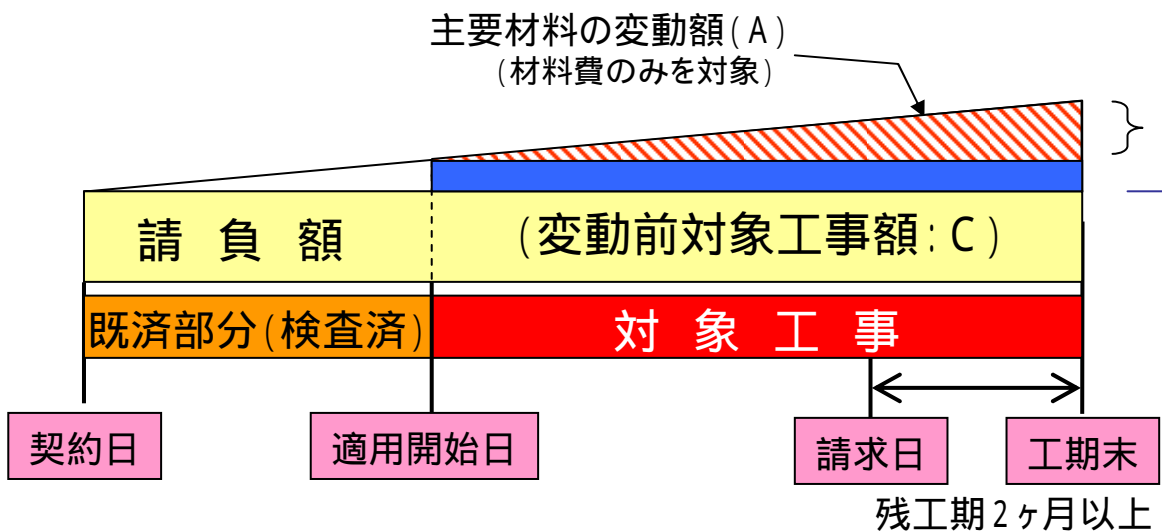 主要材料の変動額(A)
(材料費のみを対象)
請負額
(変動前対象工事額:C)
既済部分(検査済)
対象工事
契約日
適用開始日
請求日
工期末
残工期2ヶ月以上